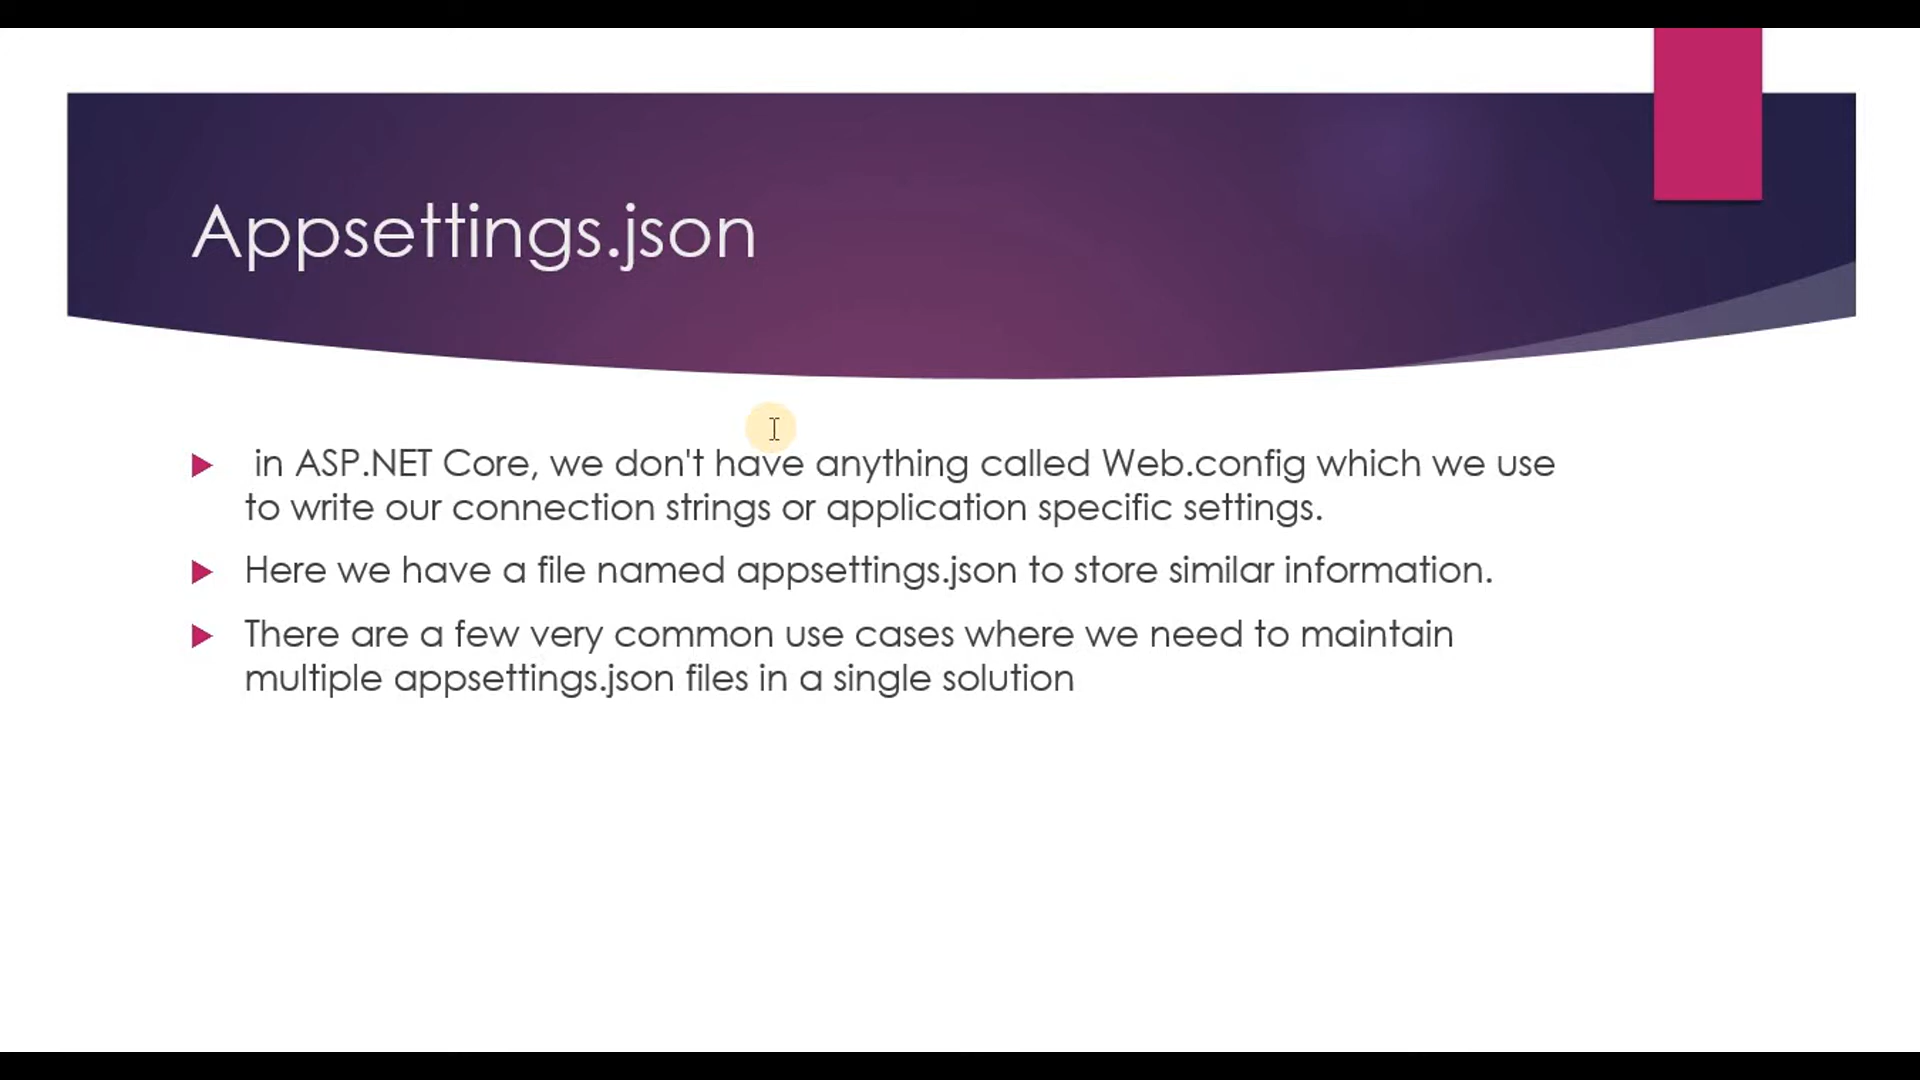 Appsettings.json
in ASP.NET Core, we don't have anything called Web.config which we use
to write our connection strings or application specific settings.
Here we have a file named appsettings.json to store similar information.
There are a few very common use cases where we need to maintain
multiple appsettings.json files in a single solution